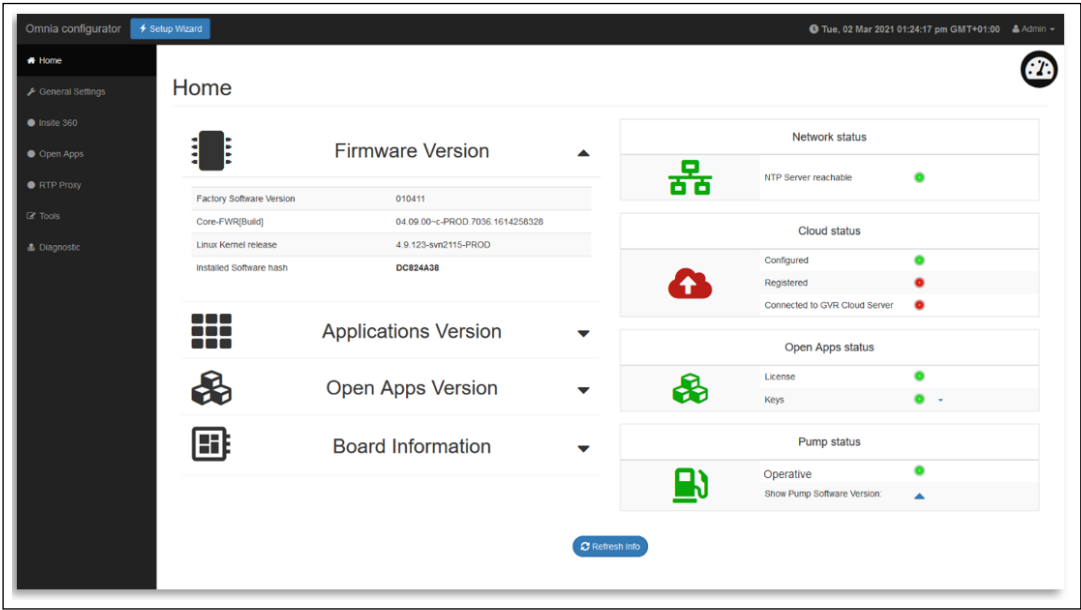 Omnia configurator Setup Wizard Tue, 02 Mar 2021 01:24:17 pm GMT+01:00 Admin
Home
General Settings
Insite 360
Open Apps
RTP Proxy
Tools
Diagnostic
Home
Firmware Version
Factory Software Version 010411
Core-FWR[Build] 04.09.00~c-PROD.7036.1614258328
Linux Kernel release 4.9.123-svn2115-PROD
Installed Software hash DC824A38
Applications Version
Open Apps Version
Board Information
Network status
NTP Server reachable
Cloud status
Configured
Registered
Connected to GVR Cloud Server
Open Apps status
License
Keys
Pump status
Operative
Show Pump Software Version:
Refresh Info